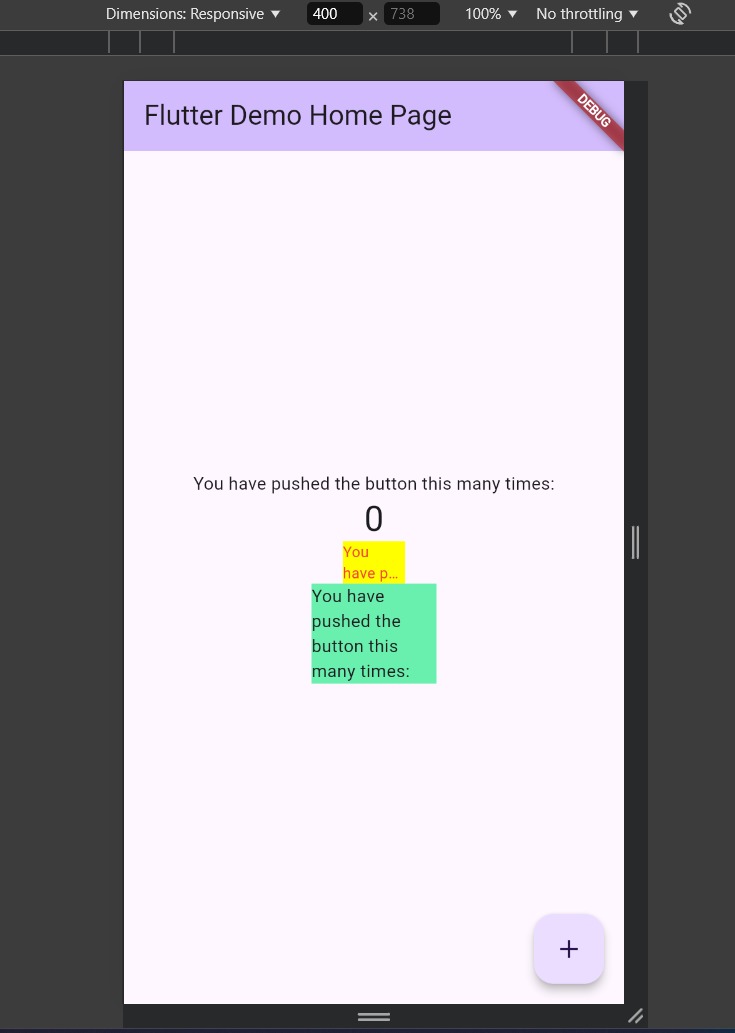 Dimensions: Responsive ▼ 400 × 738 100% ▼ No throttling ▼
Flutter Demo Home Page
DEBUG
You have pushed the button this many times:
0
You
have p...
You have
pushed the
button this
many times:
+